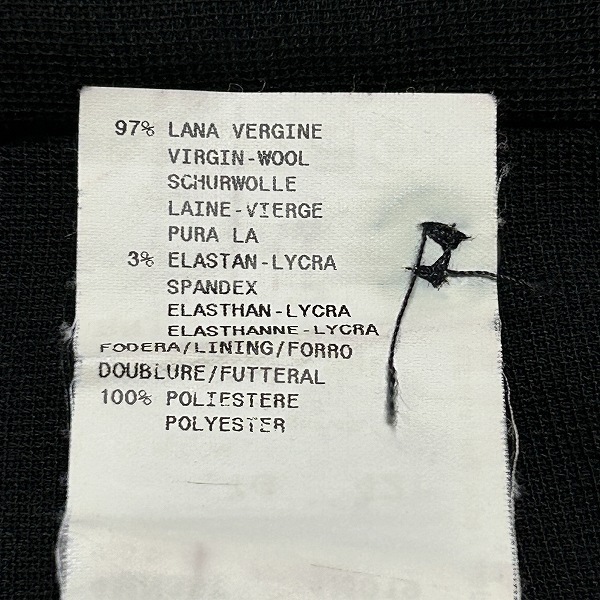 97% LANA VERGINE
VIRGIN-WOOL
SCHURWOLLE
LAINE-VIERGE
PURA LA
3% ELASTAN-LYCRA
SPANDEX
ELASTHAN-LYCRA
ELASTHANNE-LYCRA
FODERA/LINING/FORRO
DOUBLURE/FUTTERAL
100% POLIESTERE
POLYESTER